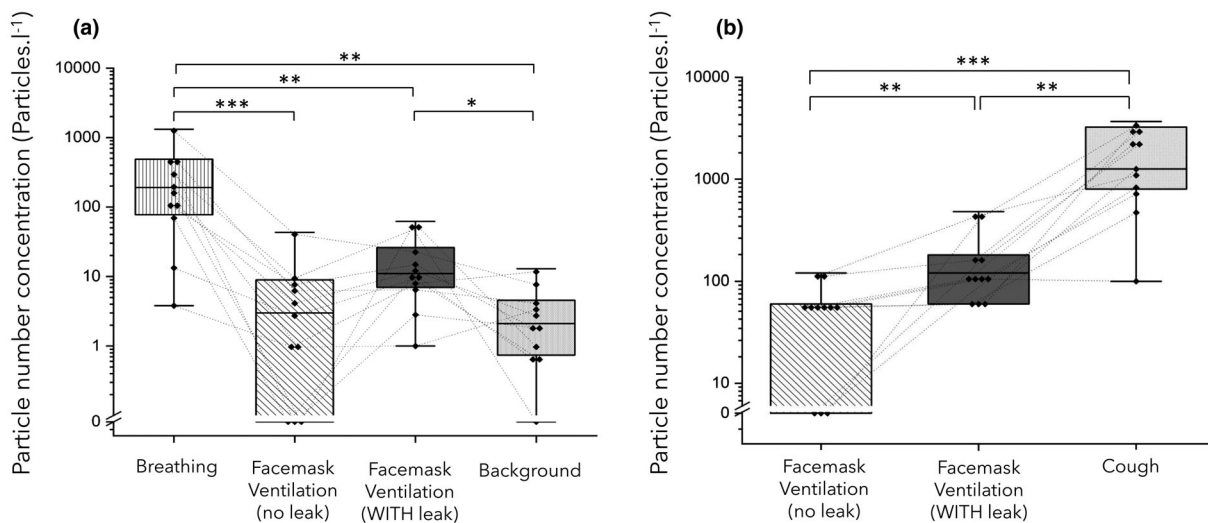 (a)
Particle number concentration (Particles.l-1)
10000
1000
100
10
1
0
**
**
***
*
Breathing
Facemask
Ventilation
(no leak)
Facemask
Ventilation
(WITH leak)
Background
(b)
Particle number concentration (Particles.l-1)
10000
1000
100
10
0
***
**
**
Facemask
Ventilation
(no leak)
Facemask
Ventilation
(WITH leak)
Cough